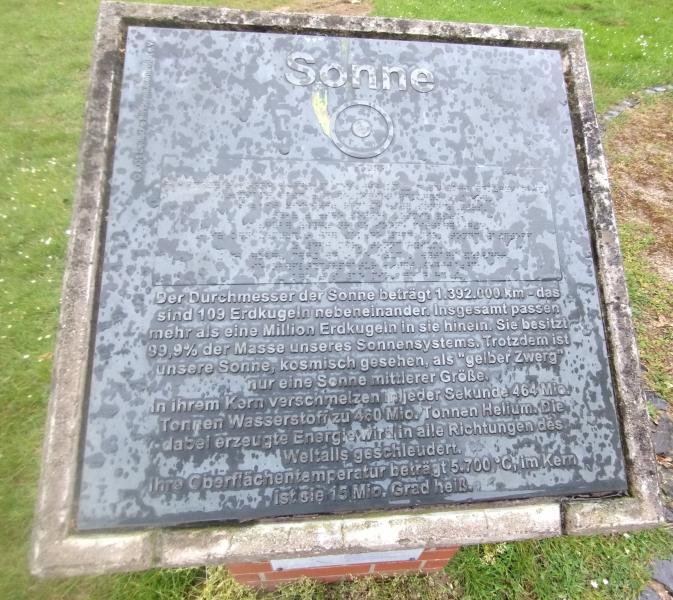 Sonne
Der Durchmesser der Sonne beträgt 1.392.000 km - das
sind 109 Erdkugeln nebeneinander. Insgesamt passen
mehr als eine Million Erdkugeln in sie hinein. Sie besitzt
99,9% der Masse unseres Sonnensystems. Trotzdem ist
unsere Sonne, kosmisch gesehen, als "gelber Zwerg"
nur eine Sonne mittlerer Größe.
In ihrem Kern verschmelzen in jeder Sekunde 464 Mio.
Tonnen Wasserstoff zu 460 Mio. Tonnen Helium. Die
dabei erzeugte Energie wird in alle Richtungen des
Weltalls geschleudert.
Ihre Oberflächentemperatur beträgt 5.700 °C, im Kern
ist sie 15 Mio. Grad heiß.